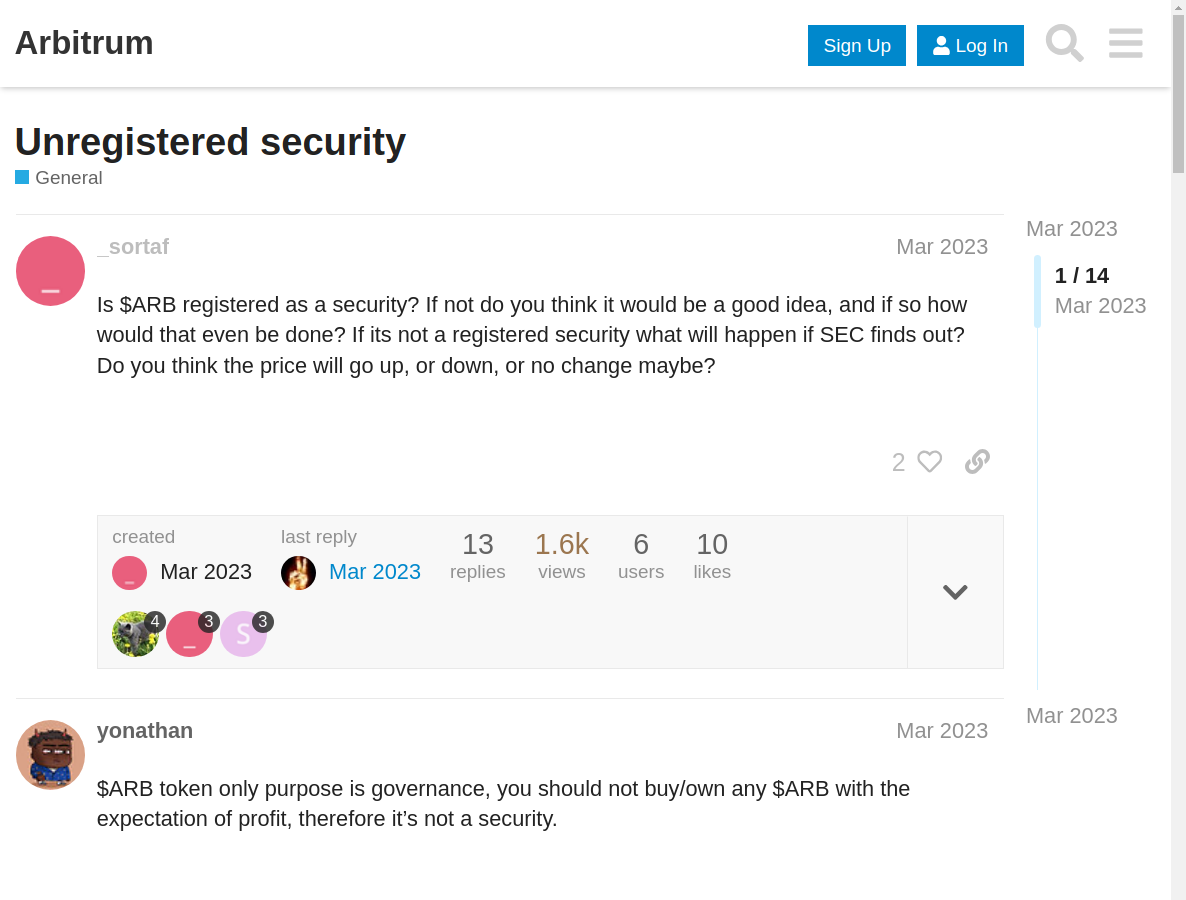 Arbitrum
Sign Up
Log In
Unregistered security
General
_sortaf
Mar 2023
Is $ARB registered as a security? If not do you think it would be a good idea, and if so how
would that even be done? If its not a registered security what will happen if SEC finds out?
Do you think the price will go up, or down, or no change maybe?
2
created
_
Mar 2023
last reply
Mar 2023
13
replies
1.6k
views
6
users
10
likes
4
_
3
S
3
Mar 2023
1 / 14
Mar 2023
Mar 2023
yonathan
Mar 2023
$ARB token only purpose is governance, you should not buy/own any $ARB with the
expectation of profit, therefore it’s not a security.